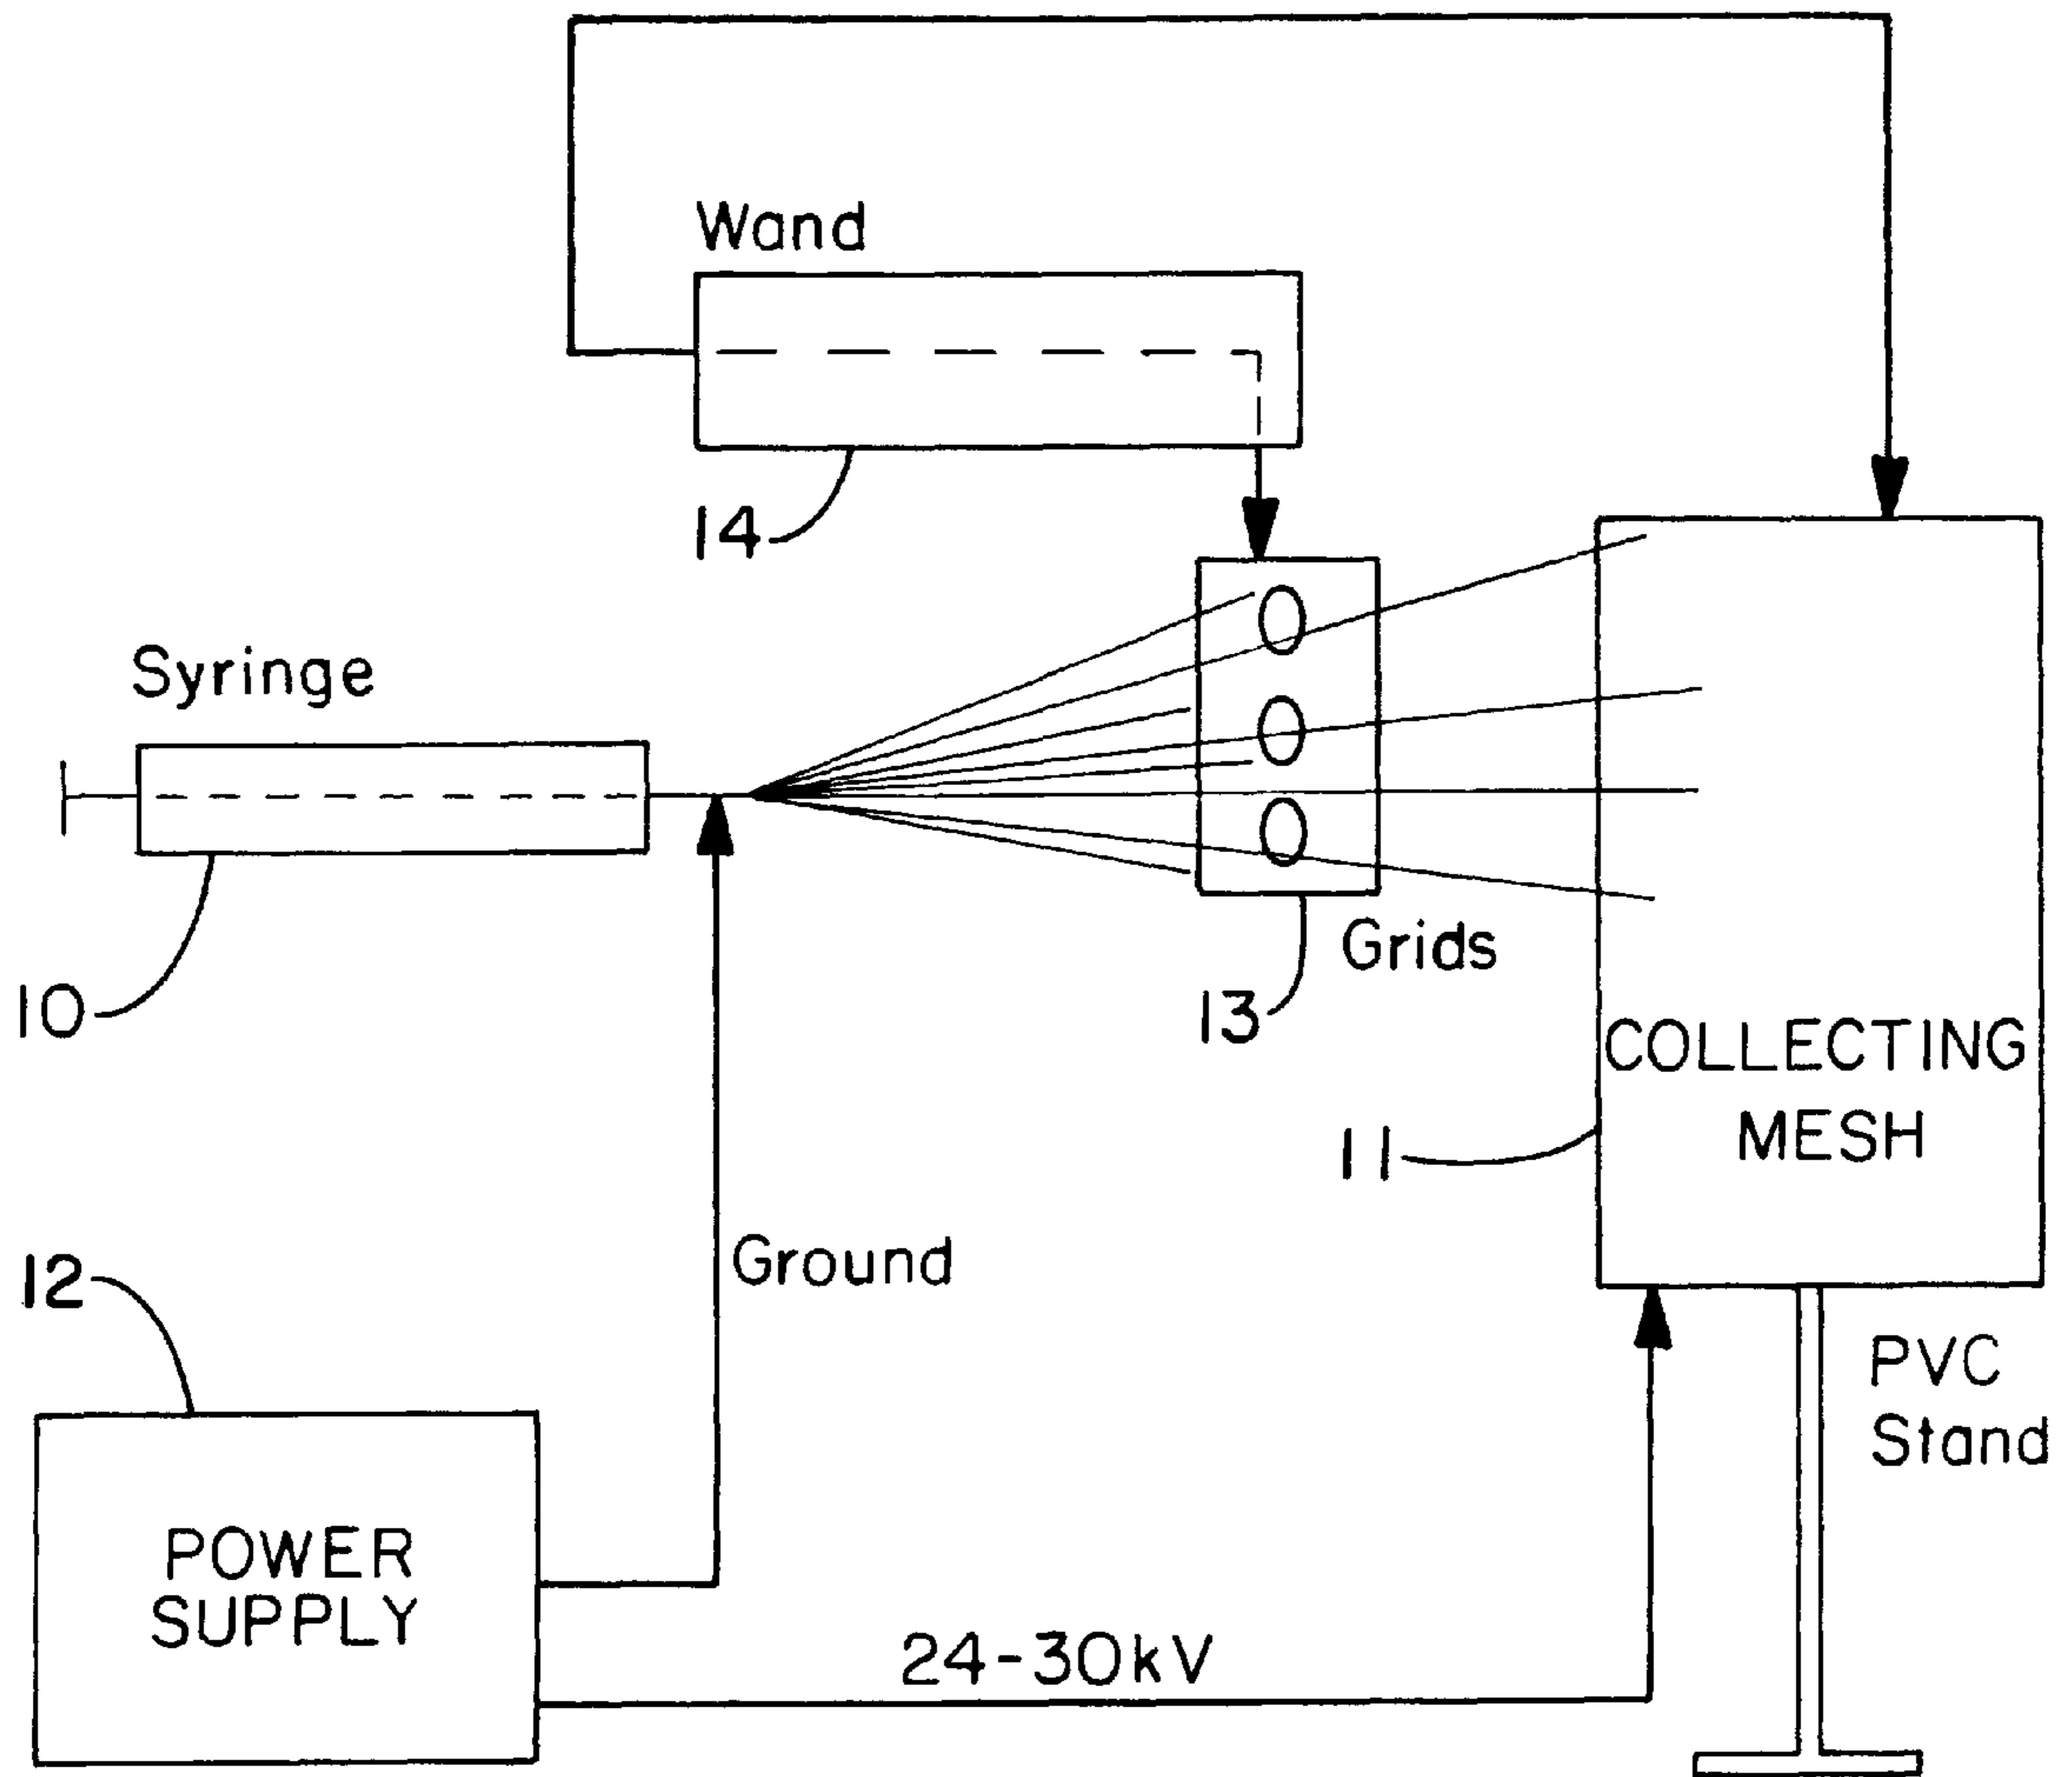 Wand
14
Syringe
10
Grids
13
COLLECTING
MESH
11
Ground
12
PVC
Stand
POWER
SUPPLY
24-30kV